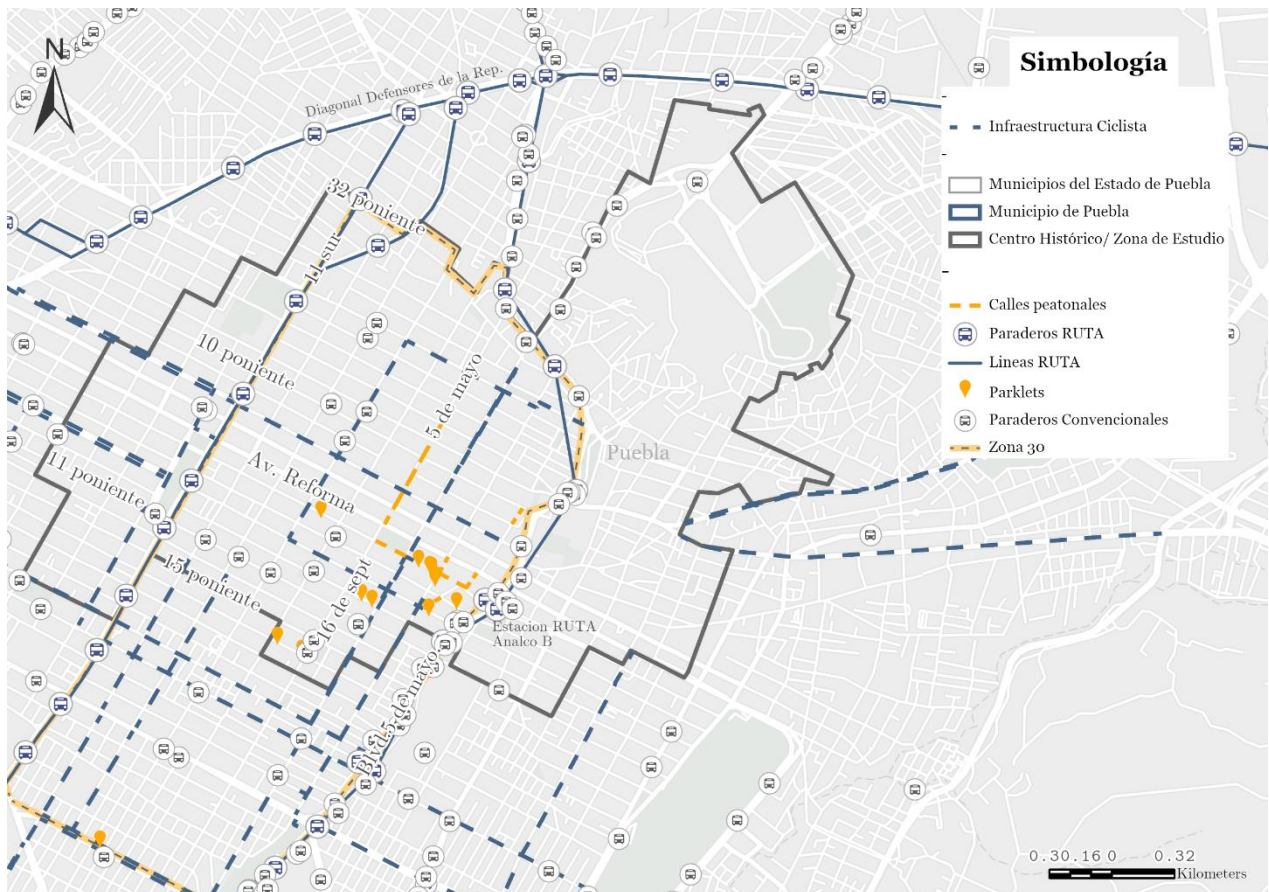 N
Diagonal Defensores de la Rep.
32 poniente
11 sur
10 poniente
5 de mayo
Puebla
Av. Reforma
11 poniente
15 poniente
16 de sept
Estacion RUTA
Analco B
Blvd 5 de mayo
Simbología
Infraestructura Ciclista
Municipios del Estado de Puebla
Municipio de Puebla
Centro Histórico/ Zona de Estudio
Calles peatonales
Paraderos RUTA
Lineas RUTA
Parklets
Paraderos Convencionales
Zona 30
0.30.16 0 0.32
Kilometers